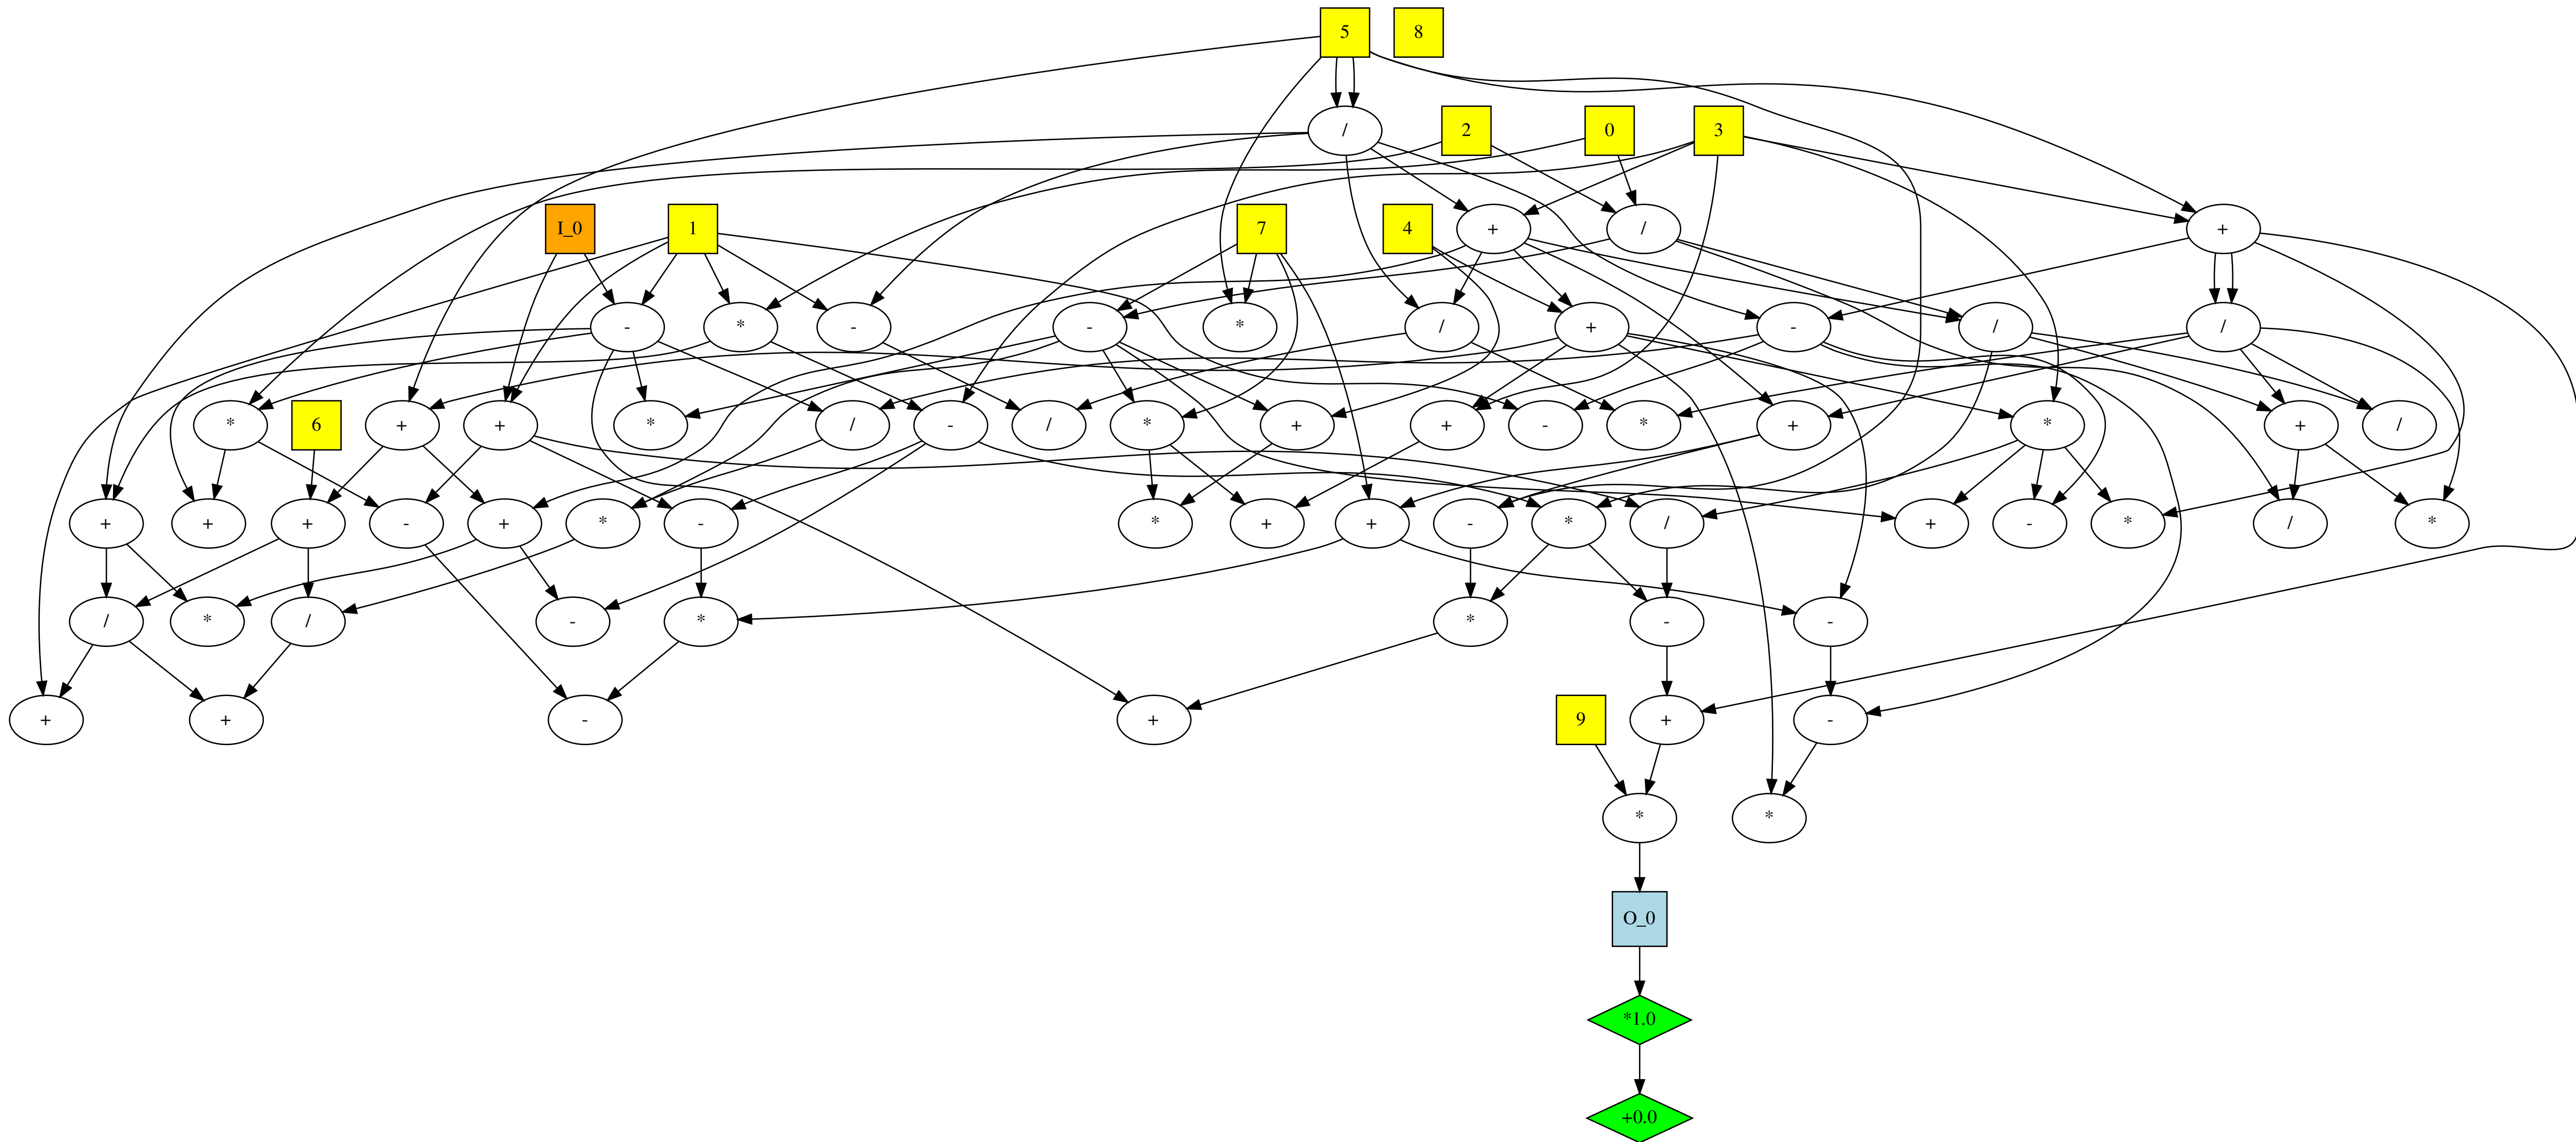 5 8
/ 2 0 3
I_0 1 7 4 + / +
- * - - * / + - / /
* 6 + + * / - / * + + - * + * + /
+ + + - + * - * + + - * / + - * / *
/ * / - * * - -
+ + - + 9 + -
* *
O_0
*1.0
+0.0